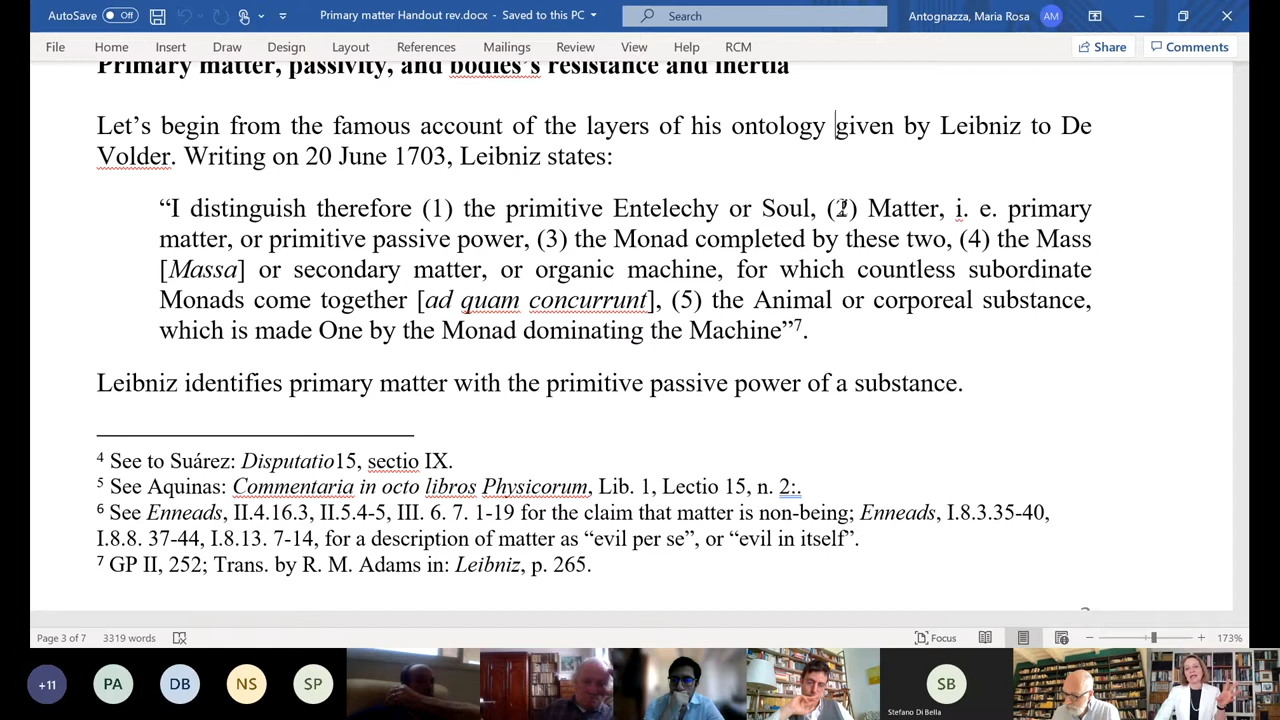 AutoSave Off Primary matter Handout rev.docx - Saved to this PC Search Antognazza, Maria Rosa AM
File Home Insert Draw Design Layout References Mailings Review View Help RCM Share Comments
Primary matter, passivity, and bodies's resistance and inertia
Let's begin from the famous account of the layers of his ontology given by Leibniz to De
Volder. Writing on 20 June 1703, Leibniz states:
“I distinguish therefore (1) the primitive Entelechy or Soul, (2) Matter, i. e. primary
matter, or primitive passive power, (3) the Monad completed by these two, (4) the Mass
[Massa] or secondary matter, or organic machine, for which countless subordinate
Monads come together [ad quam concurrunt], (5) the Animal or corporeal substance,
which is made One by the Monad dominating the Machine”7.
Leibniz identifies primary matter with the primitive passive power of a substance.
4 See to Suárez: Disputatio15, sectio IX.
5 See Aquinas: Commentaria in octo libros Physicorum, Lib. 1, Lectio 15, n. 2:.
6 See Enneads, II.4.16.3, II.5.4-5, III. 6. 7. 1-19 for the claim that matter is non-being; Enneads, I.8.3.35-40,
I.8.8. 37-44, I.8.13. 7-14, for a description of matter as “evil per se”, or “evil in itself”.
7 GP II, 252; Trans. by R. M. Adams in: Leibniz, p. 265.
Page 3 of 7 3319 words Focus 173%
+11 PA DB NS SP SB
Stefano Di Bella